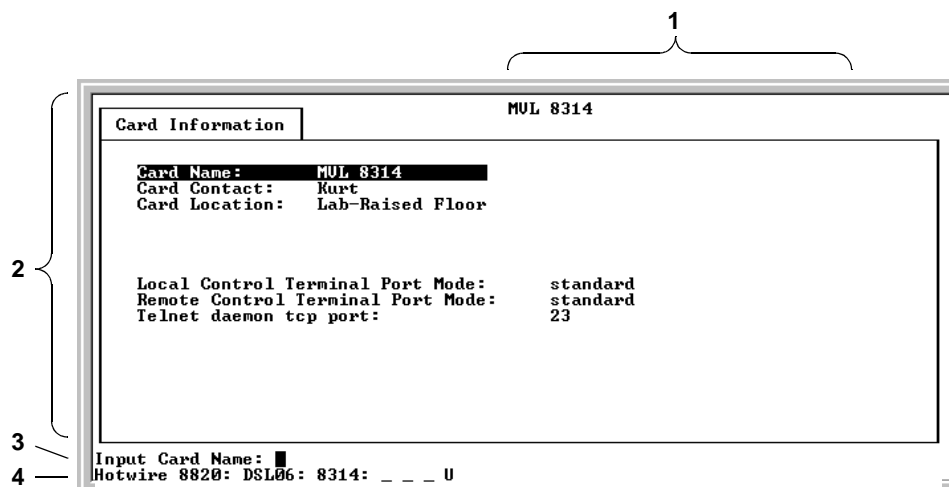 1
MVL 8314
Card Information
Card Name: MVL 8314
Card Contact: Kurt
Card Location: Lab-Raised Floor
2
Local Control Terminal Port Mode: standard
Remote Control Terminal Port Mode: standard
Telnet daemon tcp port: 23
3
Input Card Name:
4
Hotwire 8820: DSL06: 8314: _ _ _ U